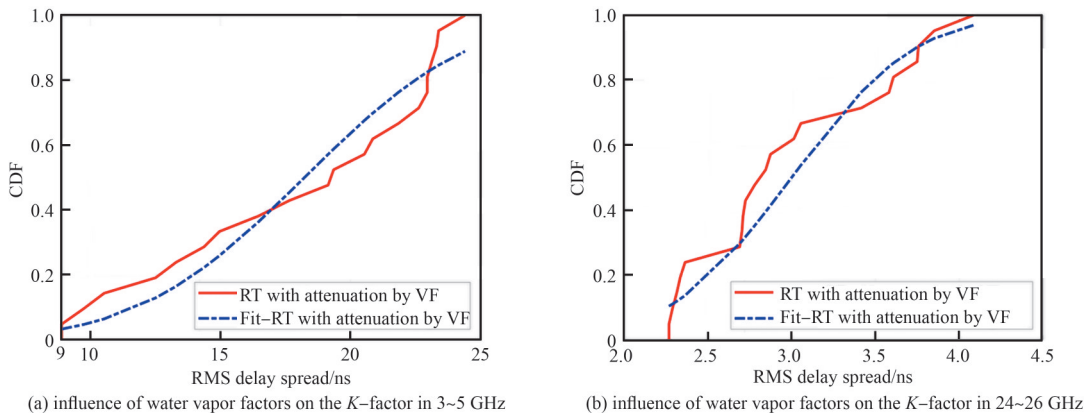 1.0
0.8
0.6
0.4
0.2
0
CDF
RT with attenuation by VF
Fit-RT with attenuation by VF
9 10 15 20 25
RMS delay spread/ns
(a) influence of water vapor factors on the K-factor in 3~5 GHz
1.0
0.8
0.6
0.4
0.2
0
CDF
RT with attenuation by VF
Fit-RT with attenuation by VF
2.0 2.5 3.0 3.5 4.0 4.5
RMS delay spread/ns
(b) influence of water vapor factors on the K-factor in 24~26 GHz